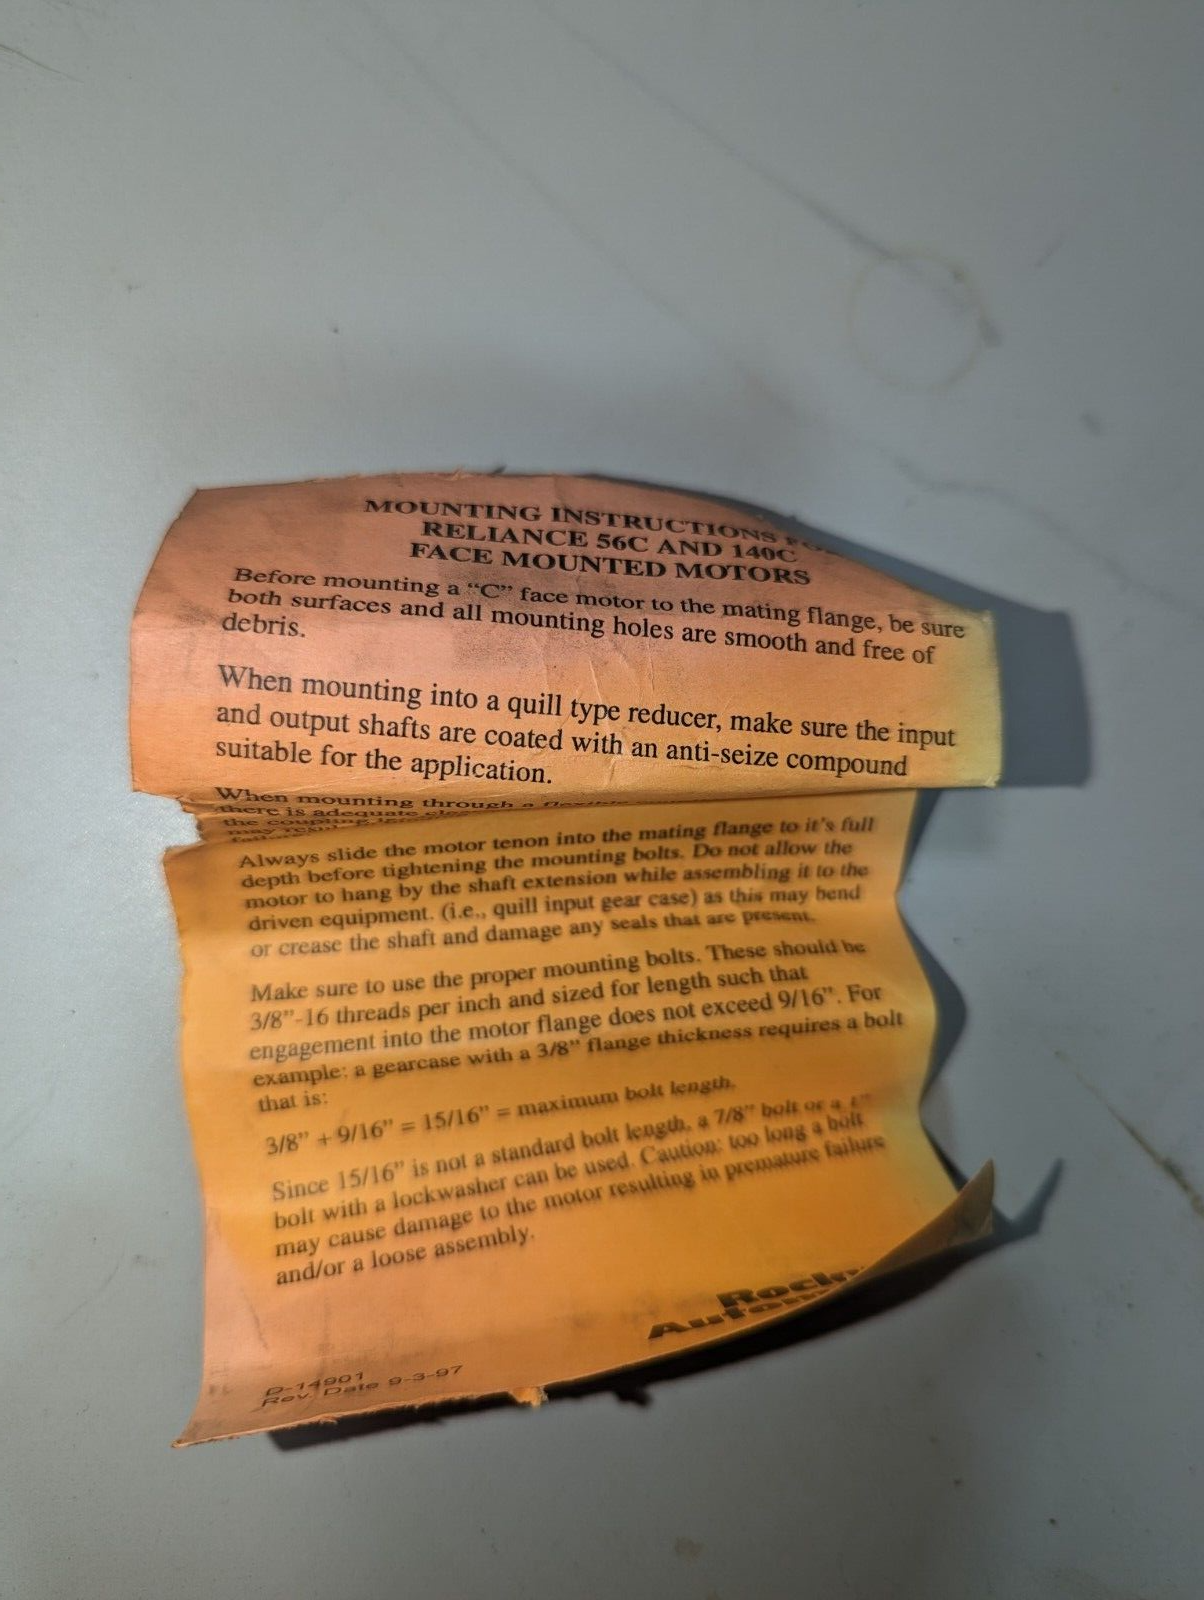 MOUNTING INSTRUCTIONS
RELIANCE 56C AND 140C
FACE MOUNTED MOTORS
Before mounting a “C” face motor to the mating flange, be sure
both surfaces and all mounting holes are smooth and free of
debris.
When mounting into a quill type reducer, make sure the input
and output shafts are coated with an anti-seize compound
suitable for the application.
When mounting through a
there is adequate
the coupling
may
Always slide the motor tenon into the mating flange to it’s full
depth before tightening the mounting bolts. Do not allow the
motor to hang by the shaft extension while assembling it to the
driven equipment. (i.e., quill input gear case) as this may bend
or crease the shaft and damage any seals that are present.
Make sure to use the proper mounting bolts. These should be
3/8”-16 threads per inch and sized for length such that
engagement into the motor flange does not exceed 9/16”. For
example: a gearcase with a 3/8” flange thickness requires a bolt
that is:
3/8” + 9/16” = 15/16” = maximum bolt length.
Since 15/16” is not a standard bolt length, a 7/8” bolt or a 1”
bolt with a lockwasher can be used. Caution: too long a bolt
may cause damage to the motor resulting in premature failure
and/or a loose assembly.
D-14901
Rev. Date 9-3-97